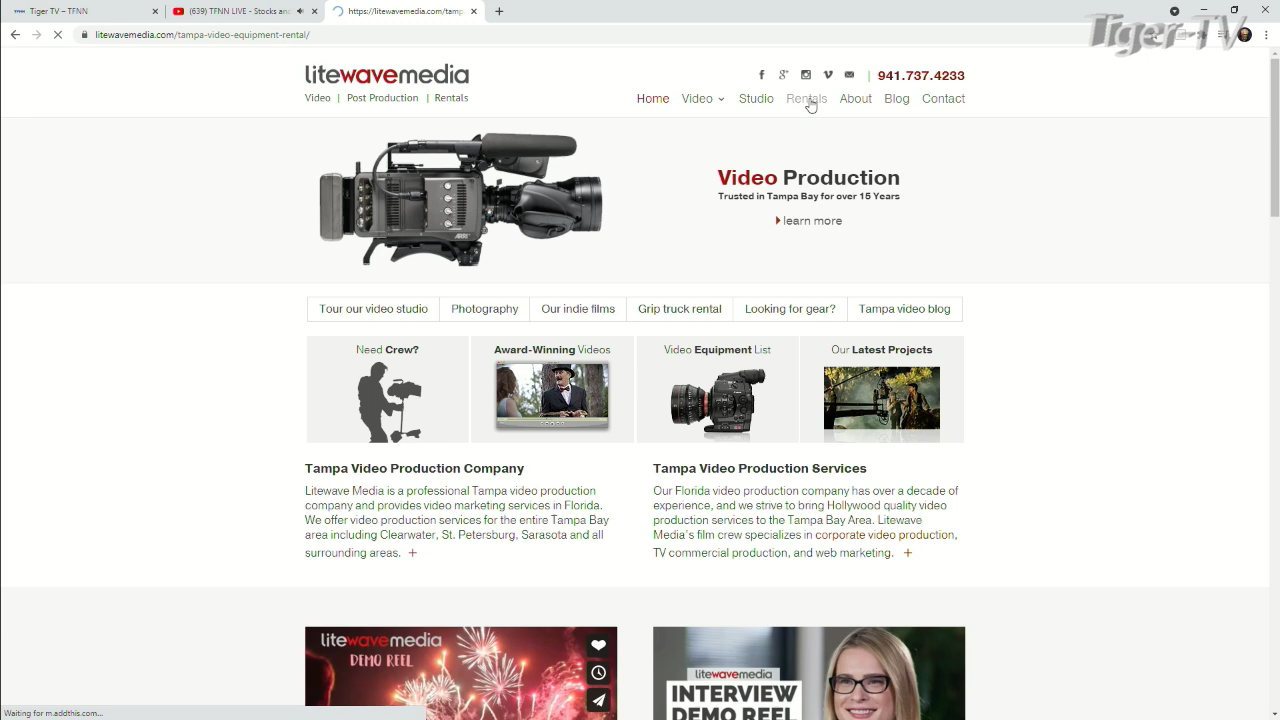 Tiger TV – TFNN
(639) TFNN LIVE - Stocks and
https://litewavemedia.com/tamp
litewavemedia.com/tampa-video-equipment-rental/
Tiger-TV
litewavemedia
941.737.4233
Video | Post Production | Rentals
Home Video Studio Rentals About Blog Contact
Video Production
Trusted in Tampa Bay for over 15 Years
learn more
Tour our video studio
Photography
Our indie films
Grip truck rental
Looking for gear?
Tampa video blog
Need Crew?
Award-Winning Videos
Video Equipment List
Our Latest Projects
Tampa Video Production Company
Litewave Media is a professional Tampa video production
company and provides video marketing services in Florida.
We offer video production services for the entire Tampa Bay
area including Clearwater, St. Petersburg, Sarasota and all
surrounding areas. +
Tampa Video Production Services
Our Florida video production company has over a decade of
experience, and we strive to bring Hollywood quality video
production services to the Tampa Bay Area. Litewave
Media's film crew specializes in corporate video production,
TV commercial production, and web marketing. +
litewavemedia
DEMO REEL
litewavemedia
INTERVIEW
DEMO REEL
Waiting for m.addthis.com...